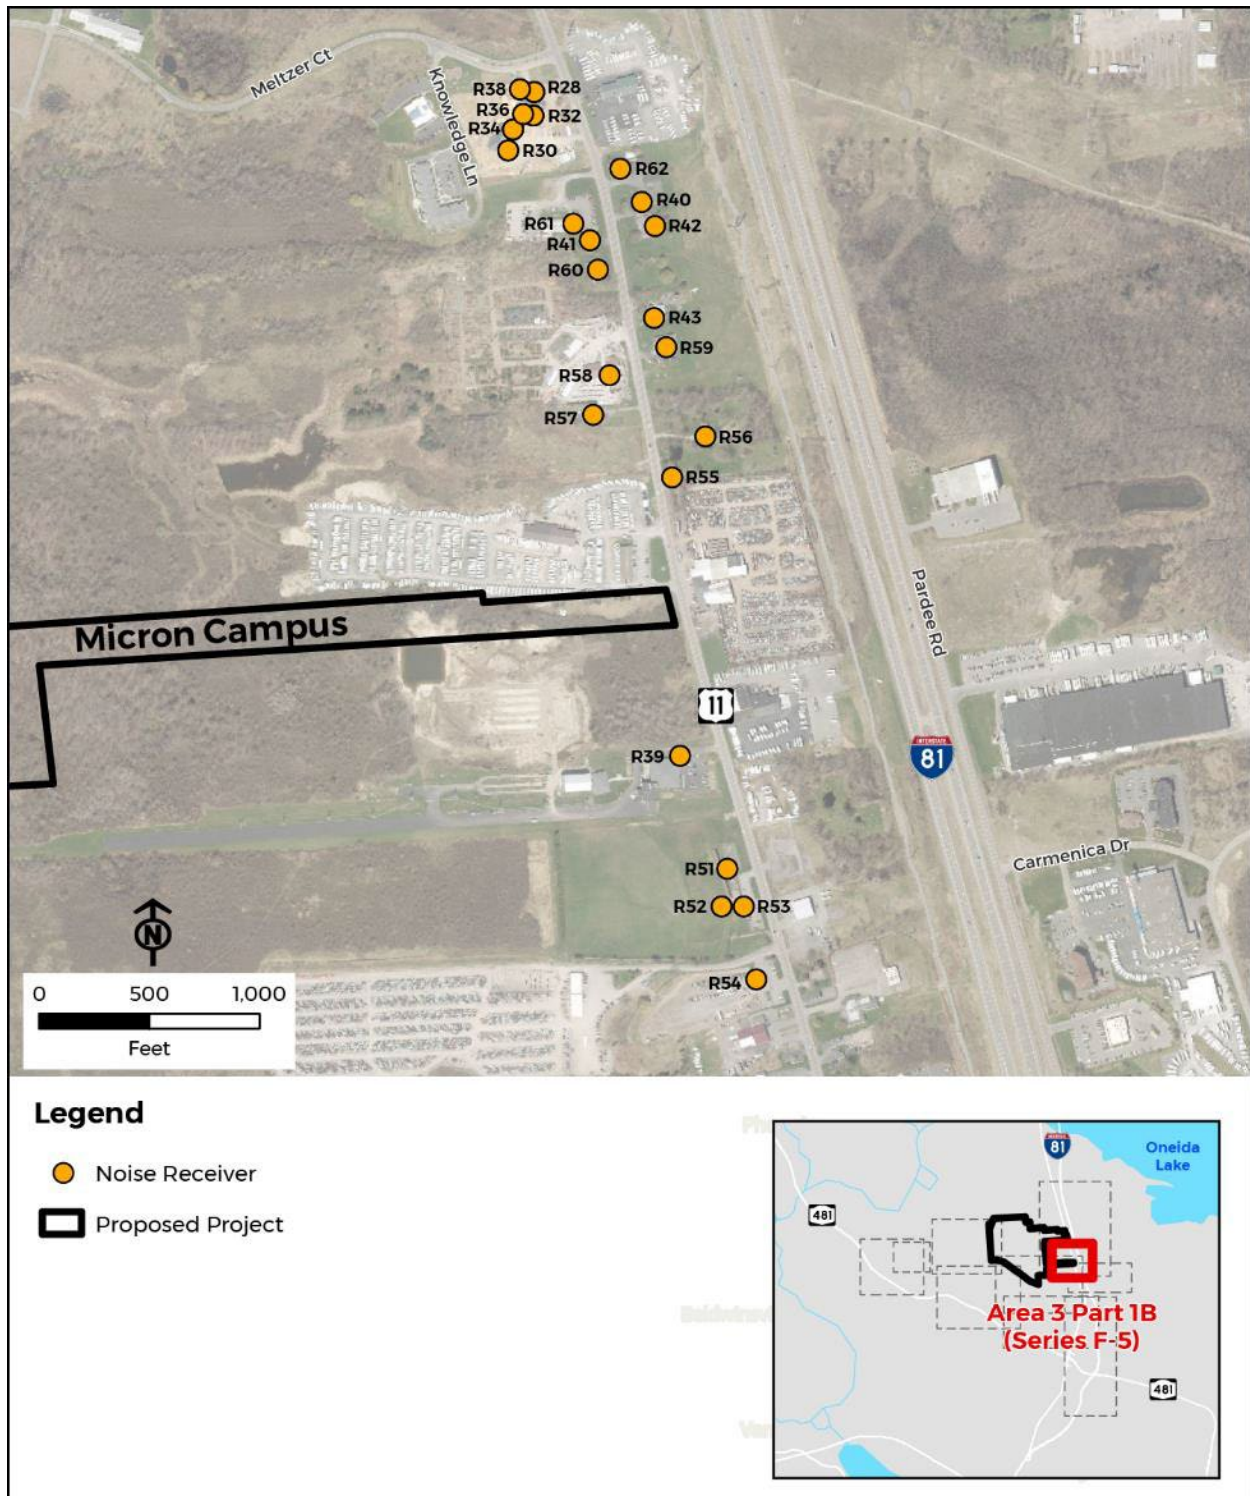 Meltzer Ct
Knowledge Ln
R38
R28
R36
R32
R34
R30
R62
R40
R61
R42
R41
R60
R43
R59
R58
R57
R56
R55
Pardee Rd
Micron Campus
11
R39
INTERSTATE
81
Carmenica Dr
R51
R52
R53
R54
N
0 500 1,000
Feet
Legend
Noise Receiver
Proposed Project
81
Oneida
Lake
481
Area 3 Part 1B
(Series F-5)
481